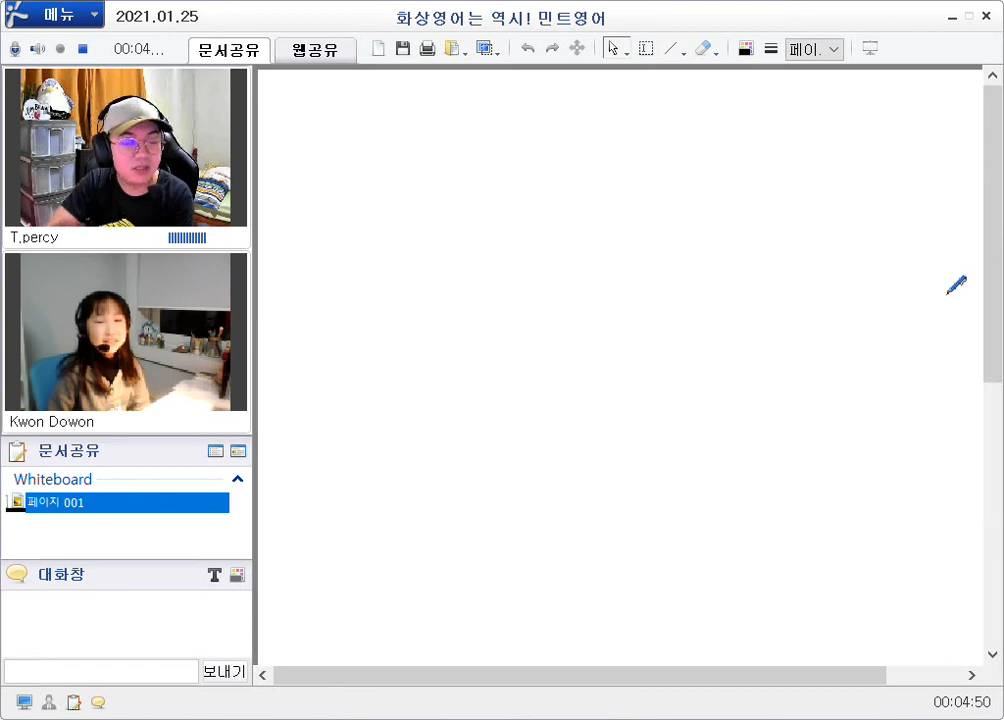 메뉴 2021.01.25 화상영어는 역시! 민트영어
00:04... 문서공유 웹공유 페이.
T.percy
Kwon Dowon
문서공유
Whiteboard
페이지 001
대화창
보내기
00:04:50